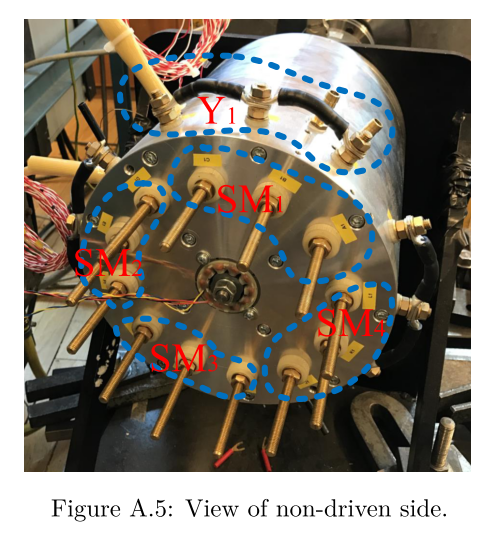 Y1
SM1
SM2
SM4
SM3
Figure A.5: View of non-driven side.